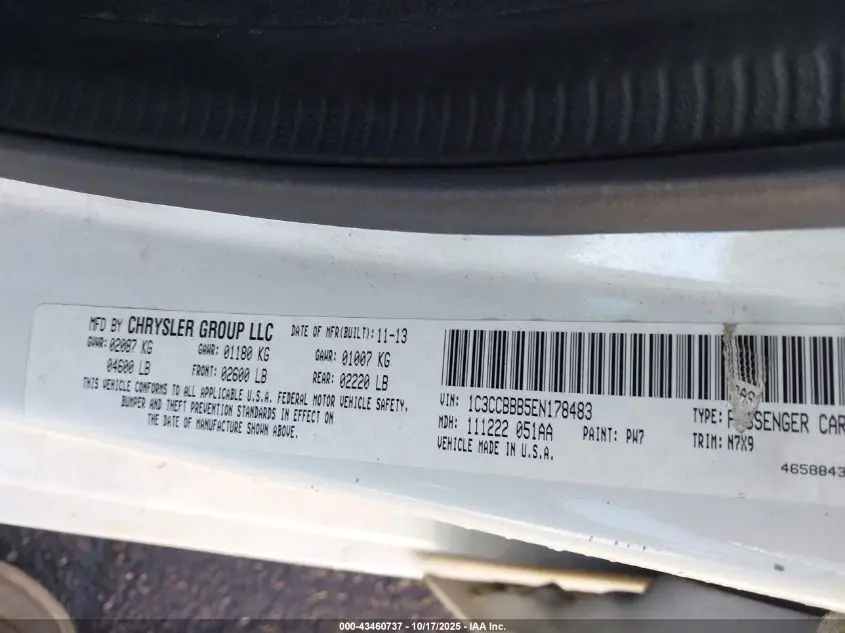 MFD BY CHRYSLER GROUP LLC DATE OF MFR(BUILT): 11-13
GVWR: 02087 KG GAWR: 01180 KG GAWR: 01007 KG
04600 LB FRONT: 02600 LB REAR: 02220 LB
THIS VEHICLE CONFORMS TO ALL APPLICABLE U.S.A. FEDERAL MOTOR VEHICLE SAFETY,
BUMPER AND THEFT PREVENTION STANDARDS IN EFFECT ON
THE DATE OF MANUFACTURE SHOWN ABOVE.
VIN: 1C3CCBBB5EN178483 TYPE: PASSENGER CAR
MDH: 111222 051AA PAINT: PW7 TRIM: N7X9
VEHICLE MADE IN U.S.A.
4658843
000-43460737 - 10/17/2025 - IAA Inc.